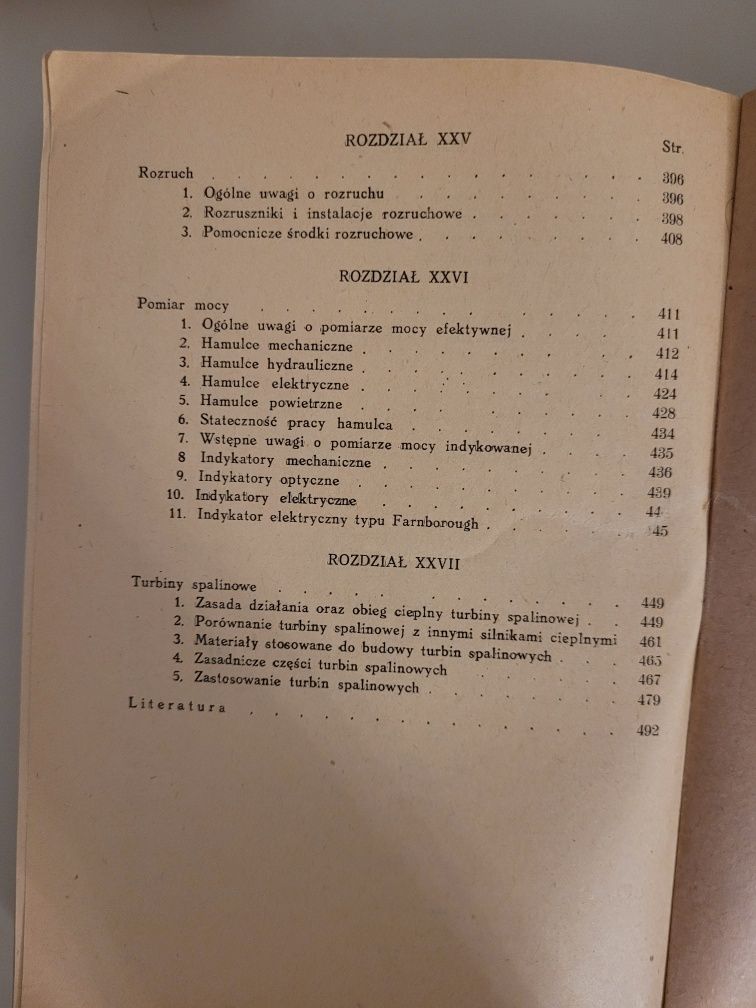 ROZDZIAŁ XXV
Str.
Rozruch . . . . . . . . . . . . . 396
1. Ogólne uwagi o rozruchu . . . . . . . 396
2. Rozruszniki i instalacje rozruchowe . . . . . . 398
3. Pomocnicze środki rozruchowe . . . . . . . 408
ROZDZIAŁ XXVI
Pomiar mocy . . . . . . . . . . . . 411
1. Ogólne uwagi o pomiarze mocy efektywnej . . . . 411
2. Hamulce mechaniczne . . . . . . . . . 412
3. Hamulce hydrauliczne . . . . . . . . . 414
4. Hamulce elektryczne . . . . . . . . . 424
5. Hamulce powietrzne . . . . . . . . . 428
6. Stateczność pracy hamulca . . . . . . . 434
7. Wstępne uwagi o pomiarze mocy indykowanej . . . 435
8 Indykatory mechaniczne . . . . . . . . 436
9. Indykatory optyczne . . . . . . . . . 439
10. Indykatory elektryczne . . . . . . . . 44
11. Indykator elektryczny typu Farnborough . . . . . 45
ROZDZIAŁ XXVII
Turbiny spalinowe . . . . . . . . . . . 449
1. Zasada działania oraz obieg cieplny turbiny spalinowej . . 449
2. Porównanie turbiny spalinowej z innymi silnikami cieplnymi 461
3. Materiały stosowane do budowy turbin spalinowych . . . 465
4. Zasadnicze części turbin spalinowych . . . . . 467
5. Zastosowanie turbin spalinowych . . . . . . 479
Literatura . . . . . . . . . . . . 492